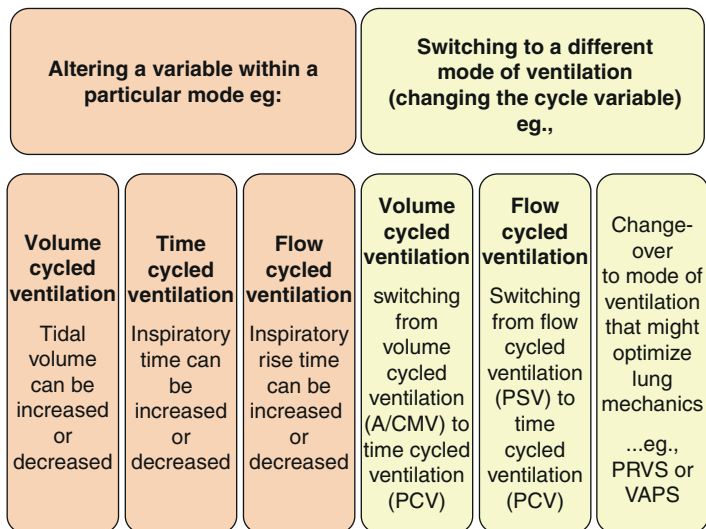 Altering a variable within a
particular mode eg:
Switching to a different
mode of ventilation
(changing the cycle variable)
eg.,
Volume
cycled
ventilation
Tidal
volume
can be
increased
or
decreased
Time
cycled
ventilation
Inspiratory
time can
be
increased
or
decreased
Flow
cycled
ventilation
Inspiratory
rise time
can be
increased
or
decreased
Volume
cycled
ventilation
switching
from
volume
cycled
ventilation
(A/CMV) to
time cycled
ventilation
(PCV)
Flow
cycled
ventilation
Switching
from flow
cycled
ventilation
(PSV) to
time
cycled
ventilation
(PCV)
Change-
over
to mode of
ventilation
that might
optimize
lung
mechanics
...eg.,
PRVS or
VAPS